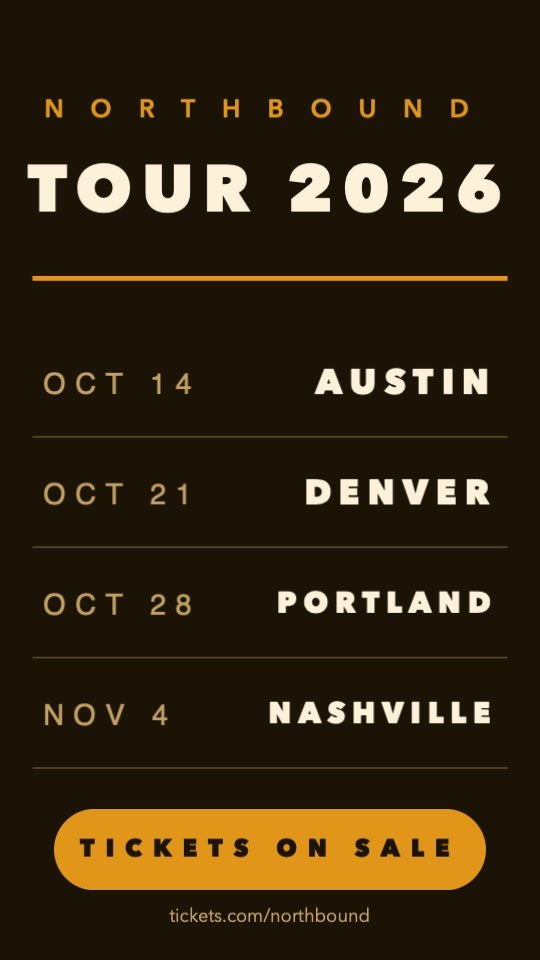 NORTHBOUND
TOUR 2026
OCT 14 AUSTIN
OCT 21 DENVER
OCT 28 PORTLAND
NOV 4 NASHVILLE
TICKETS ON SALE
tickets.com/northbound